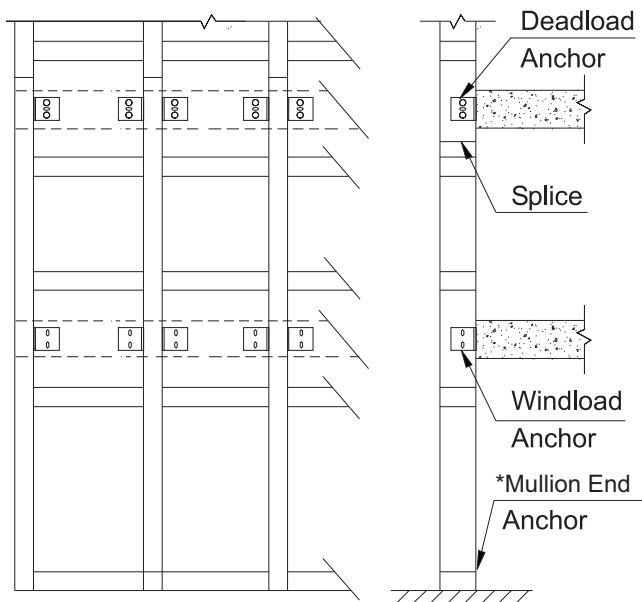 Deadload
Anchor
Splice
Windload
Anchor
*Mullion End
Anchor